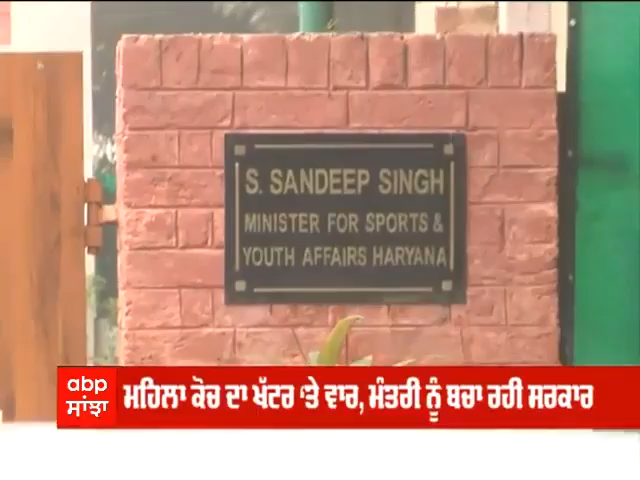 S. SANDEEP SINGH
MINISTER FOR SPORTS &
YOUTH AFFAIRS HARYANA
abp
ਸਾਂਝਾ
ਮਹਿਲਾ ਕੋਚ ਦਾ ਖੱਟਰ 'ਤੇ ਵਾਰ, ਮੰਤਰੀ ਨੂੰ ਬਚਾ ਰਹੀ ਸਰਕਾਰ